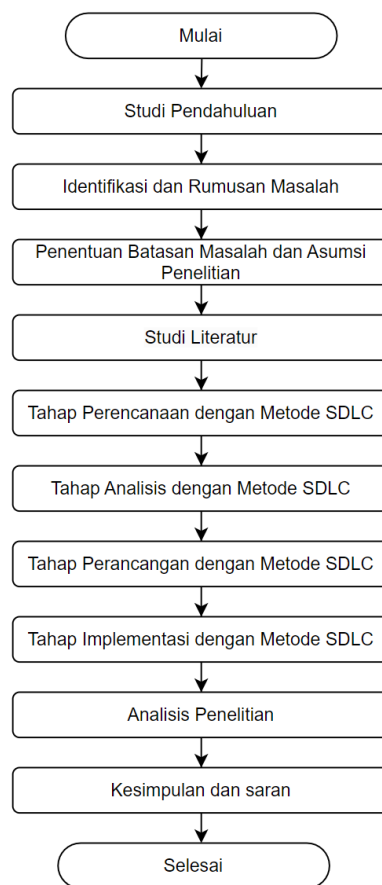 Mulai
Studi Pendahuluan
Identifikasi dan Rumusan Masalah
Penentuan Batasan Masalah dan Asumsi
Penelitian
Studi Literatur
Tahap Perencanaan dengan Metode SDLC
Tahap Analisis dengan Metode SDLC
Tahap Perancangan dengan Metode SDLC
Tahap Implementasi dengan Metode SDLC
Analisis Penelitian
Kesimpulan dan saran
Selesai